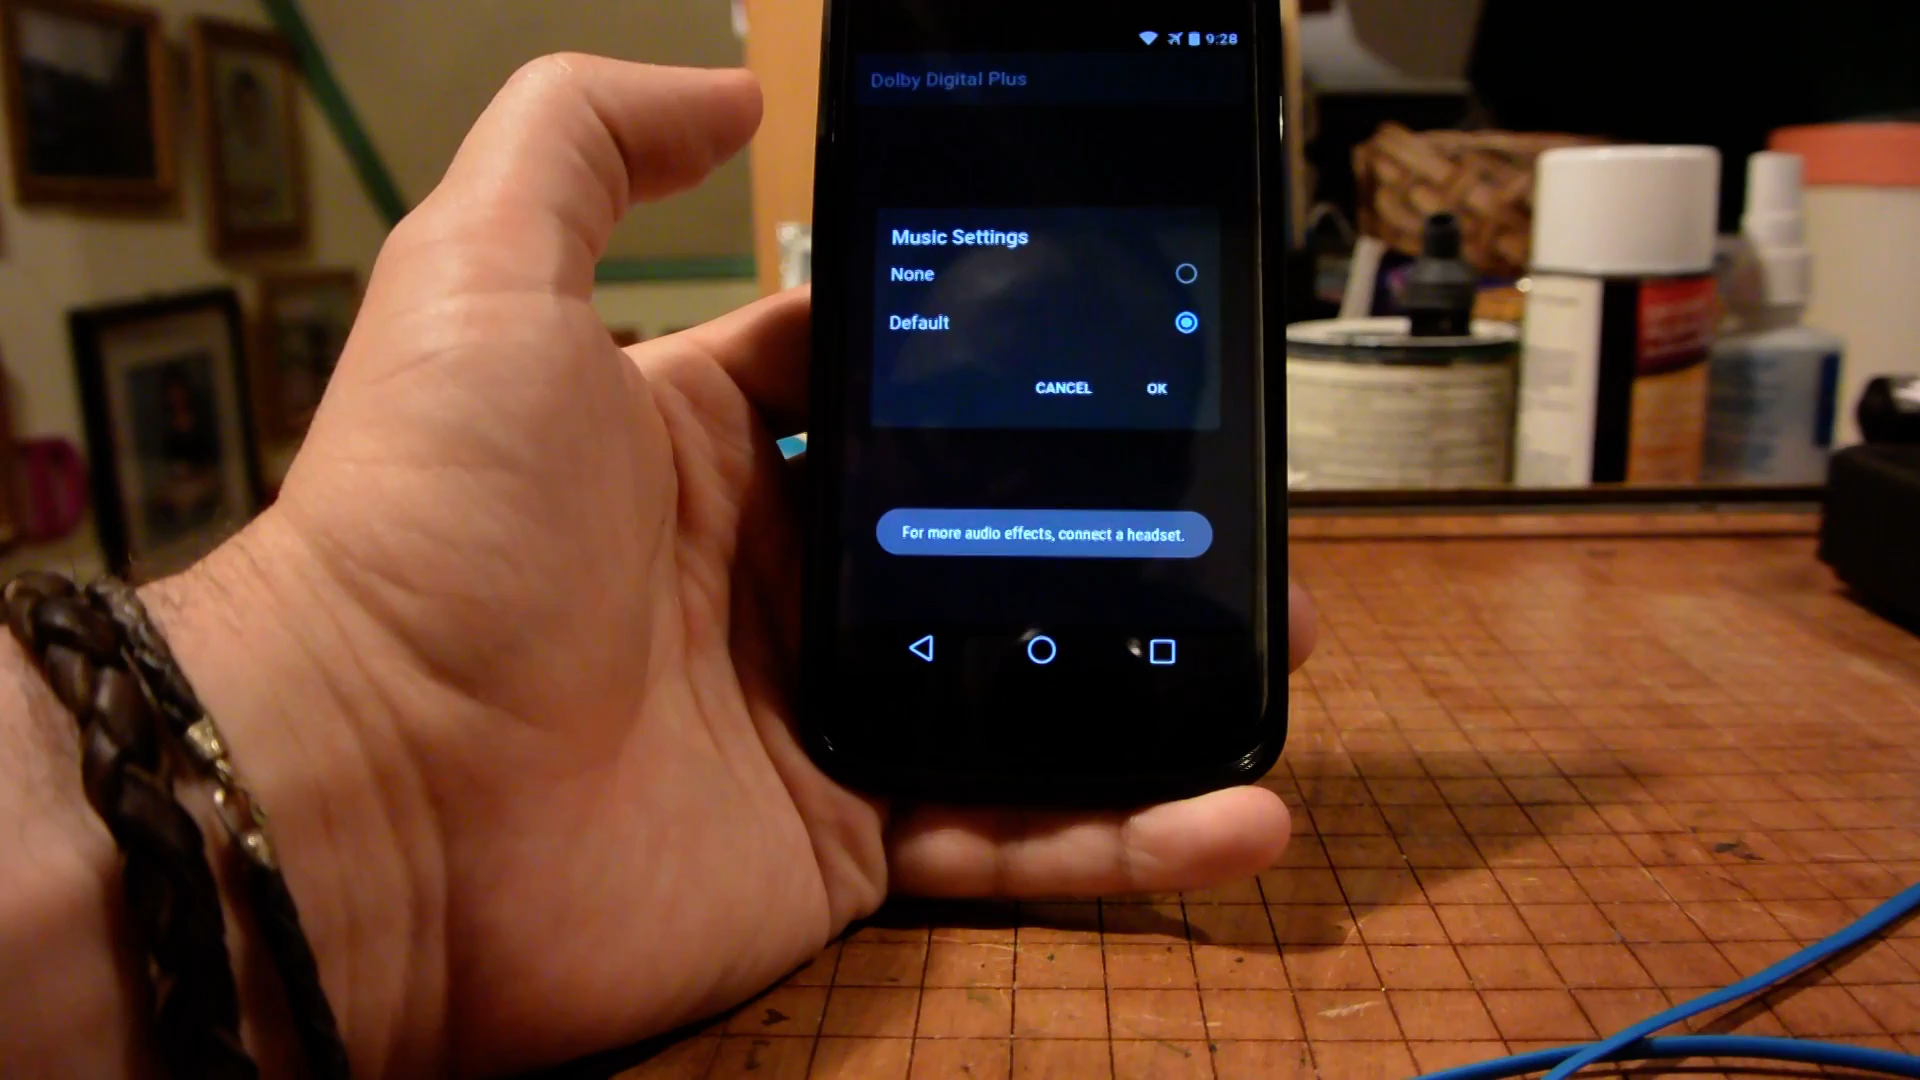 9:28
Dolby Digital Plus
Music Settings
None
Default
CANCEL OK
For more audio effects, connect a headset.